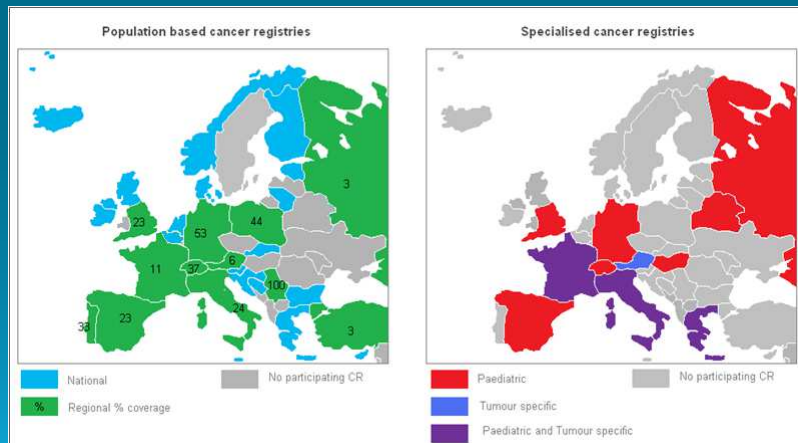 Population based cancer registries
3
23
44
53
6
11
37
100
23
24
33
3
National
No participating CR
%
Regional % coverage
Specialised cancer registries
Paediatric
No participating CR
Tumour specific
Paediatric and Tumour specific